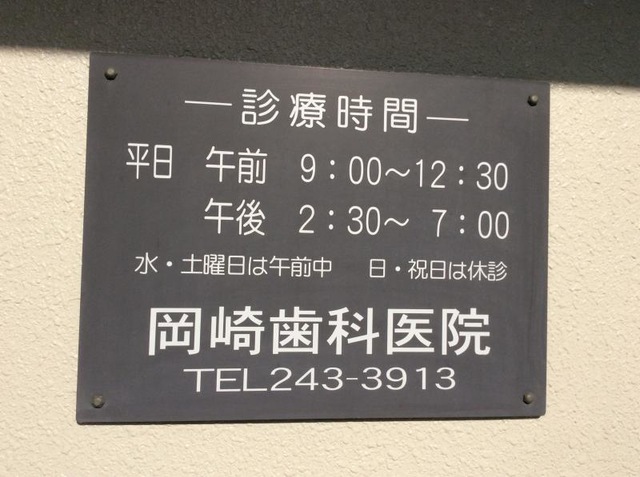 ―診療時間―
平日 午前 9：00～12：30
午後 2：30～ 7：00
水・土曜日は午前中 日・祝日は休診
岡崎歯科医院
TEL243-3913